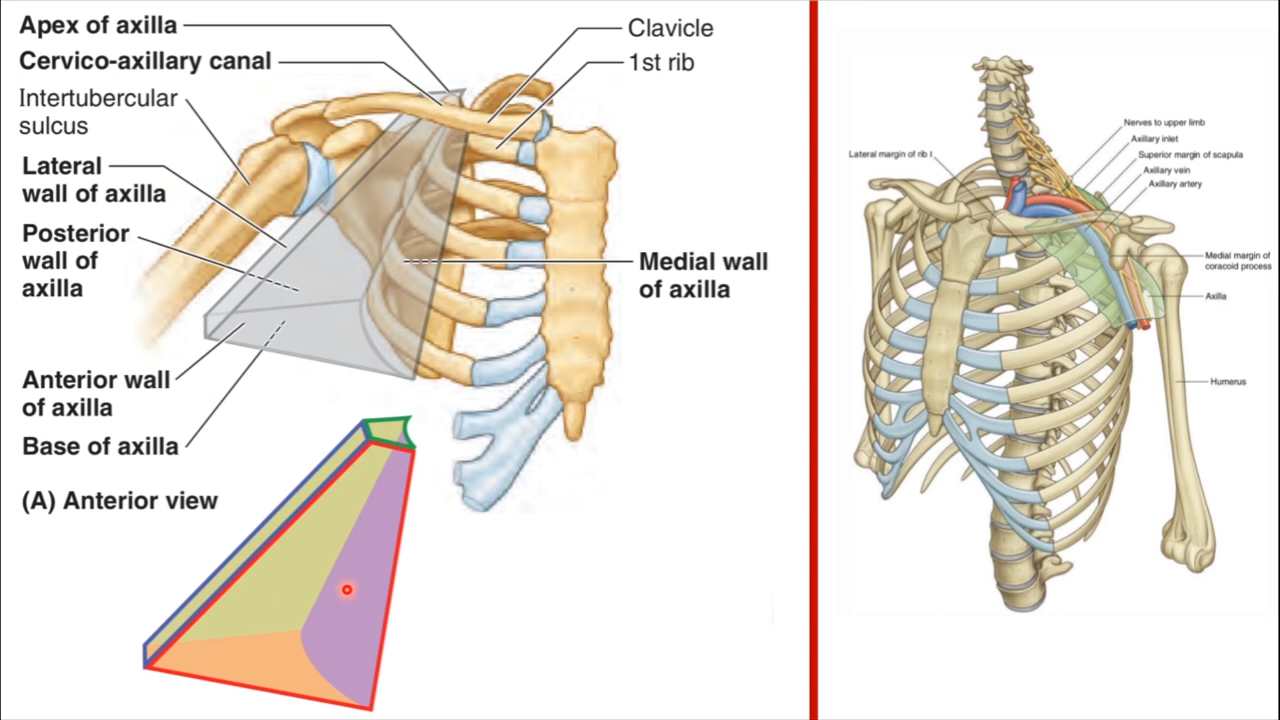 Apex of axilla
Cervico-axillary canal
Intertubercular
sulcus
Lateral
wall of axilla
Posterior
wall of
axilla
Anterior wall
of axilla
Base of axilla
(A) Anterior view
Clavicle
1st rib
Medial wall
of axilla
Lateral margin of rib I
Nerves to upper limb
Axillary inlet
Superior margin of scapula
Axillary vein
Axillary artery
Medial margin of
coracoid process
Axilla
Humerus